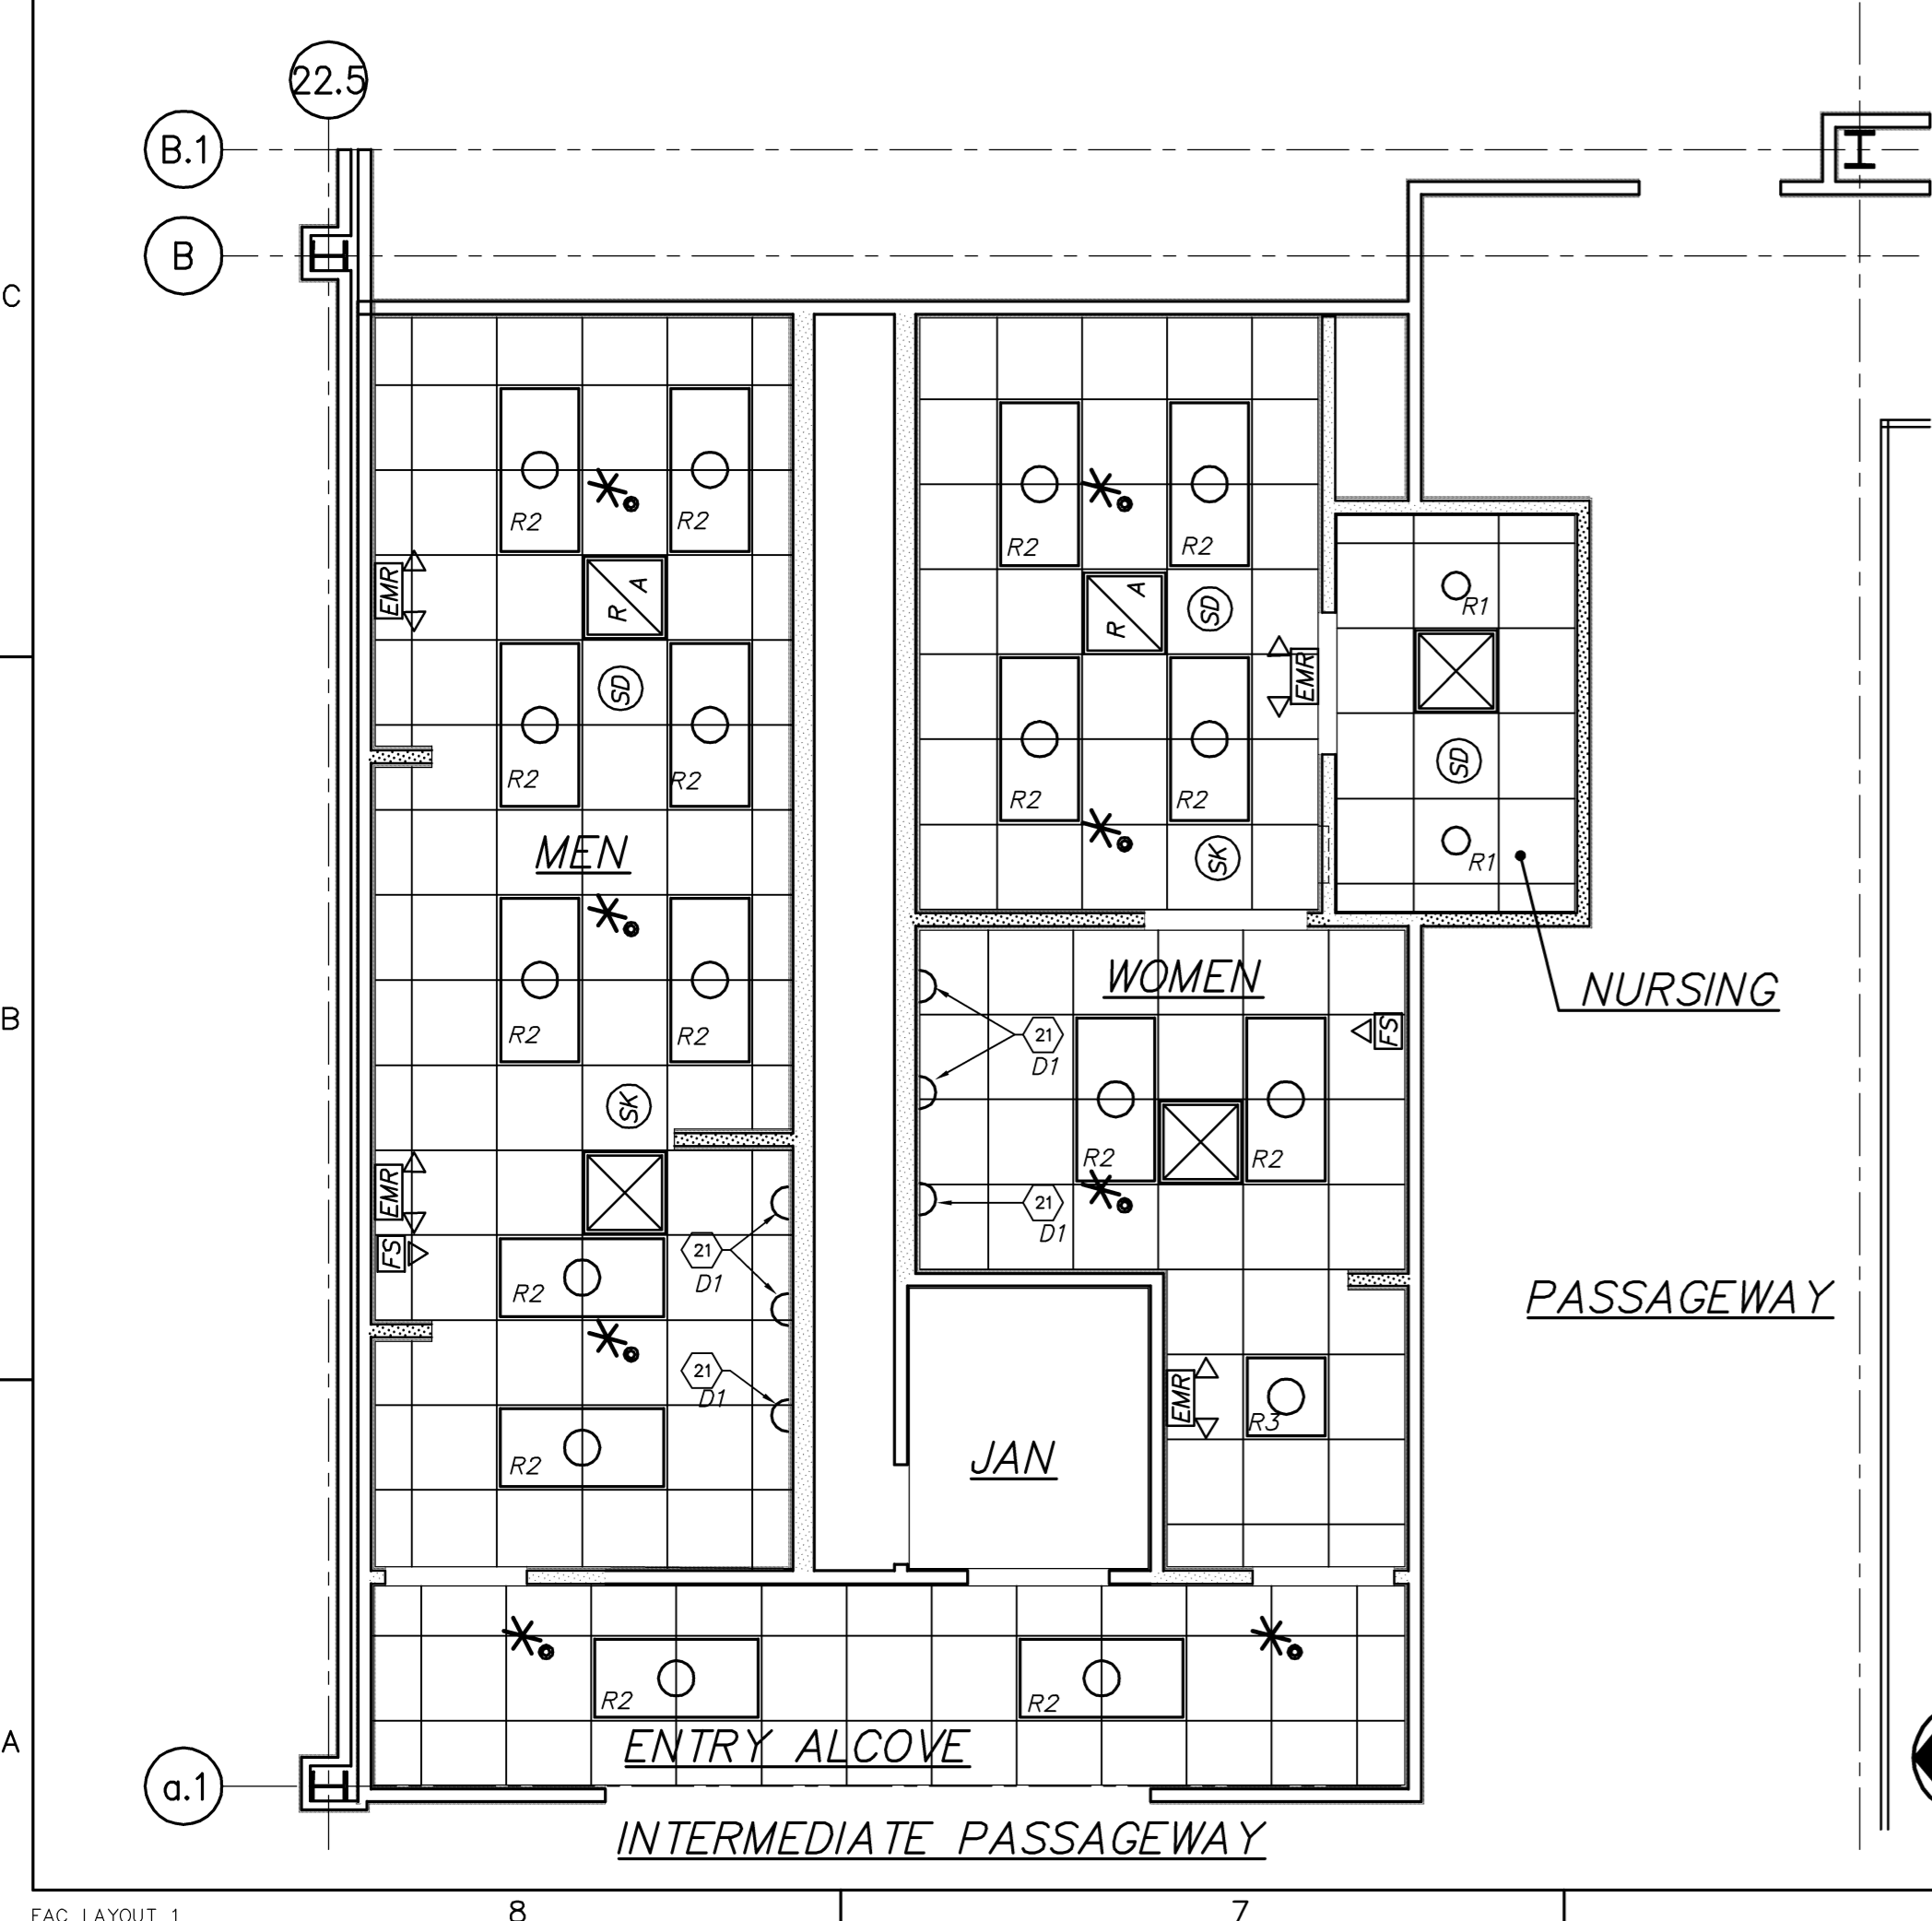 22.5
B.1
B
C
R2
R2
R2
R2
EMR
R
A
R
A
SD
R1
SD
EMR
R2
R2
R2
R2
SD
MEN
SK
R1
WOMEN
NURSING
B
R2
R2
21
D1
FS
SK
R2
R2
EMR
21
D1
FS
21
D1
R2
PASSAGEWAY
21
D1
EMR
R3
R2
JAN
R2
R2
A
ENTRY ALCOVE
a.1
INTERMEDIATE PASSAGEWAY
8
7
FAC LAYOUT 1